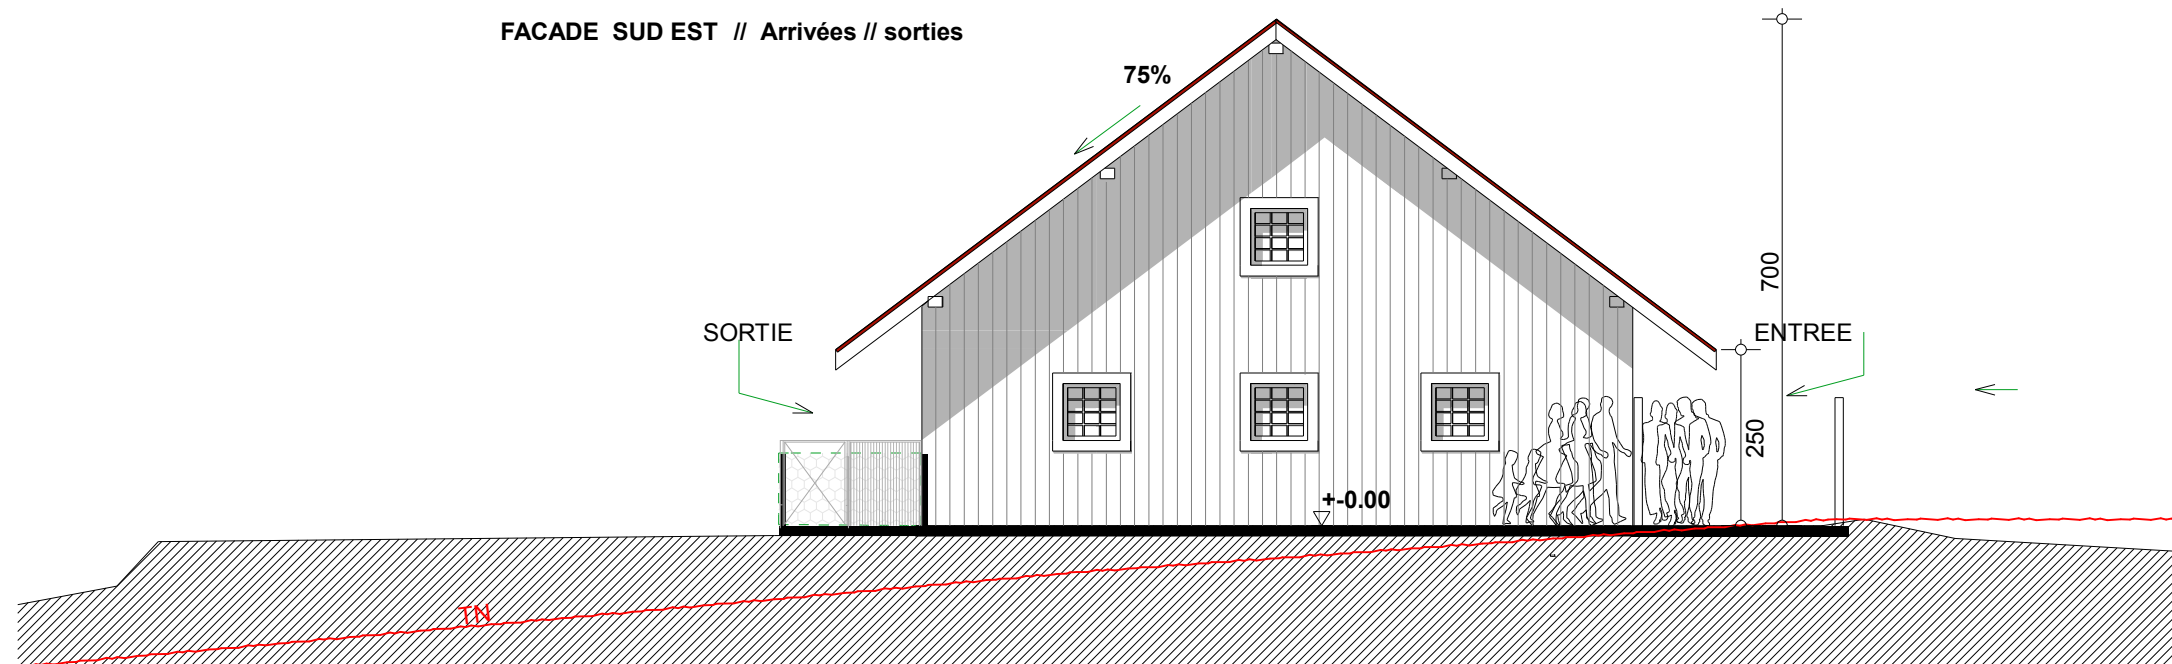 FACADE SUD EST // Arrivées // sorties
75%
700
SORTIE
ENTREE
250
+-0.00
TN